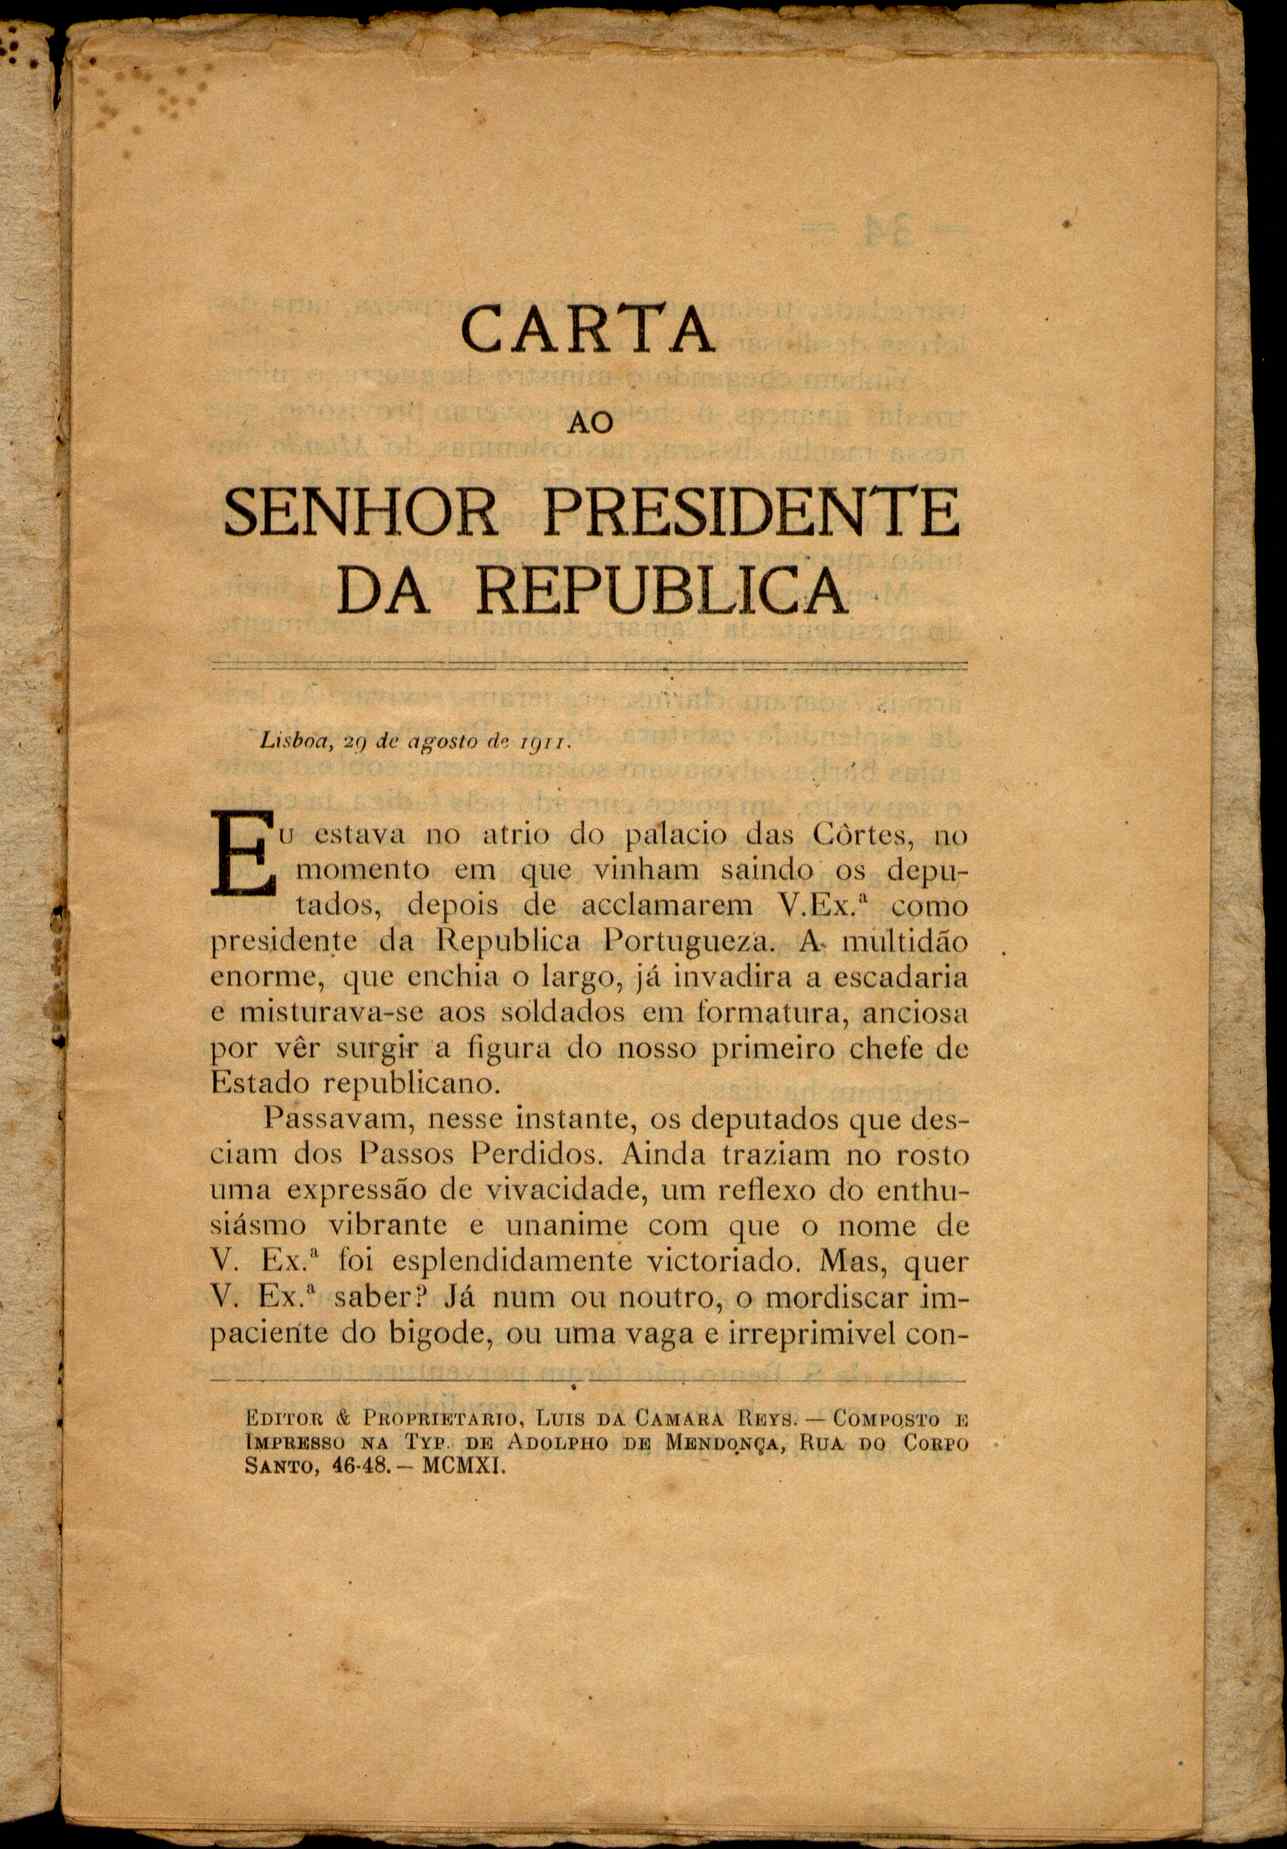 CARTA
AO
SENHOR PRESIDENTE
DA REPUBLICA
Lisboa, 29 de agosto de 1911.
Eu estava no atrio do palacio das Côrtes, no
momento em que vinham saindo os depu-
tados, depois de acclamarem V.Ex.ª como
presidente da Republica Portugueza. A multidão
enorme, que enchia o largo, já invadira a escadaria
e misturava-se aos soldados em formatura, anciosa
por vêr surgir a figura do nosso primeiro chefe de
Estado republicano.
Passavam, nesse instante, os deputados que des-
ciam dos Passos Perdidos. Ainda traziam no rosto
uma expressão de vivacidade, um reflexo do enthu-
siásmo vibrante e unanime com que o nome de
V. Ex.ª foi esplendidamente victoriado. Mas, quer
V. Ex.ª saber? Já num ou noutro, o mordiscar im-
paciente do bigode, ou uma vaga e irreprimivel con-
EDITOR & PROPRIETARIO, LUIS DA CAMARA REYS. — COMPOSTO E
IMPRESSO NA TYP. DE ADOLPHO DE MENDONÇA, RUA DO CORPO
SANTO, 46-48. — MCMXI.